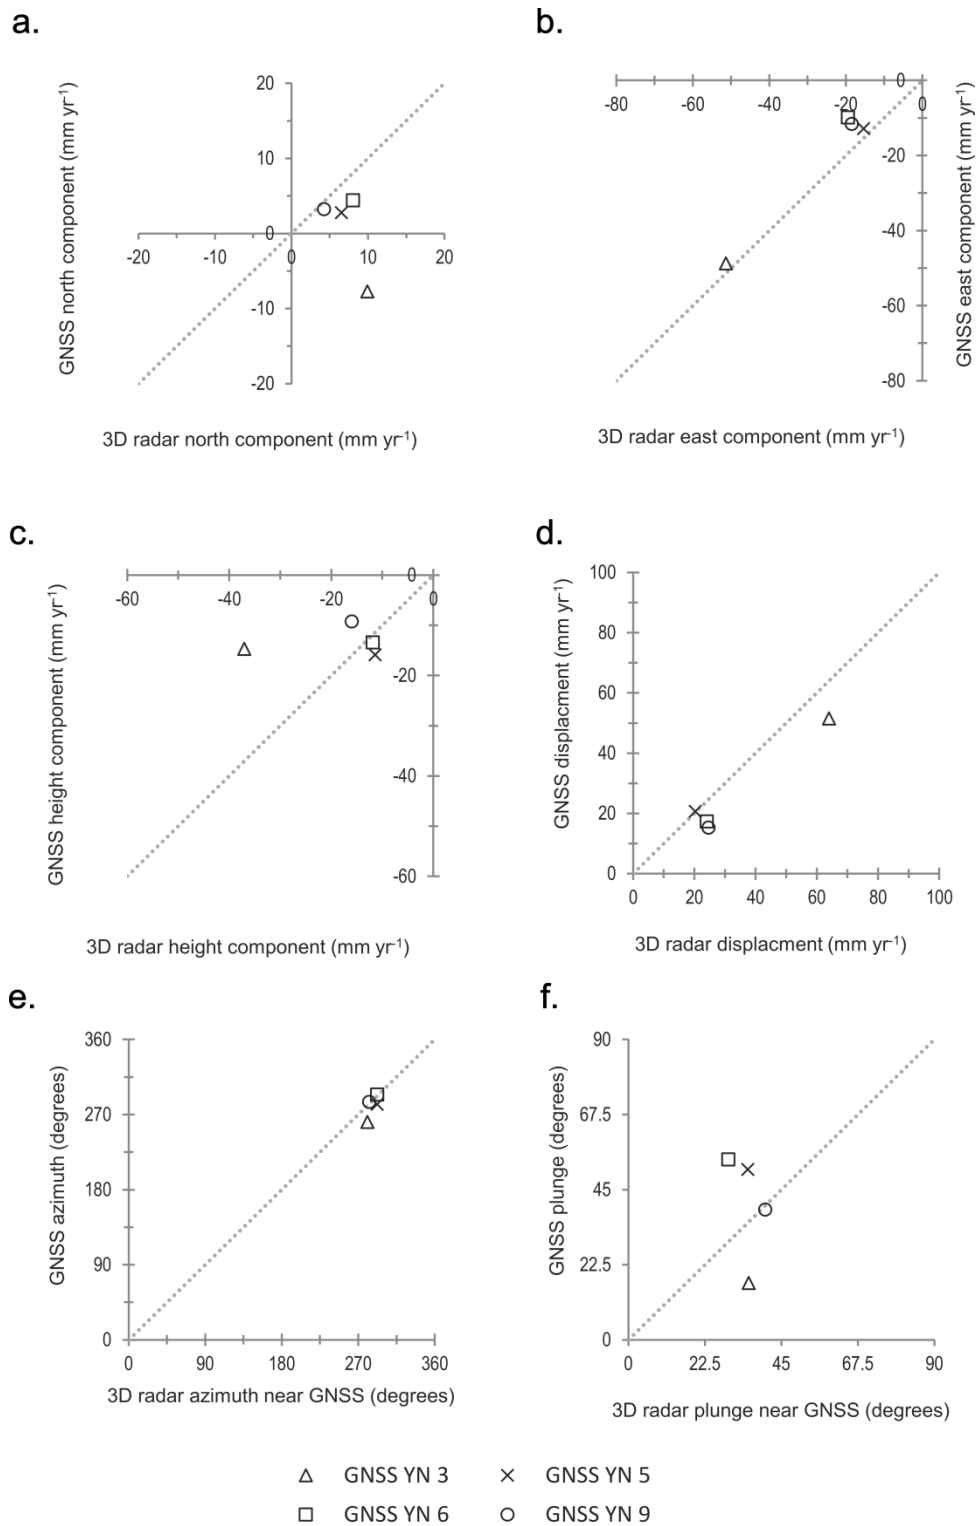 a.
20
10
0
-20
-10
0
10
20
-10
-20
GNSS north component (mm yr⁻¹)
3D radar north component (mm yr⁻¹)
b.
0
-80
-60
-40
-20
0
-20
-40
-60
-80
GNSS east component (mm yr⁻¹)
3D radar east component (mm yr⁻¹)
c.
0
-60
-40
-20
0
-20
-40
-60
GNSS height component (mm yr⁻¹)
3D radar height component (mm yr⁻¹)
d.
100
80
60
40
20
0
0
20
40
60
80
100
GNSS displacment (mm yr⁻¹)
3D radar displacment (mm yr⁻¹)
e.
360
270
180
90
0
0
90
180
270
360
GNSS azimuth (degrees)
3D radar azimuth near GNSS (degrees)
f.
90
67.5
45
22.5
0
0
22.5
45
67.5
90
GNSS plunge (degrees)
3D radar plunge near GNSS (degrees)
GNSS YN 3
GNSS YN 5
GNSS YN 6
GNSS YN 9